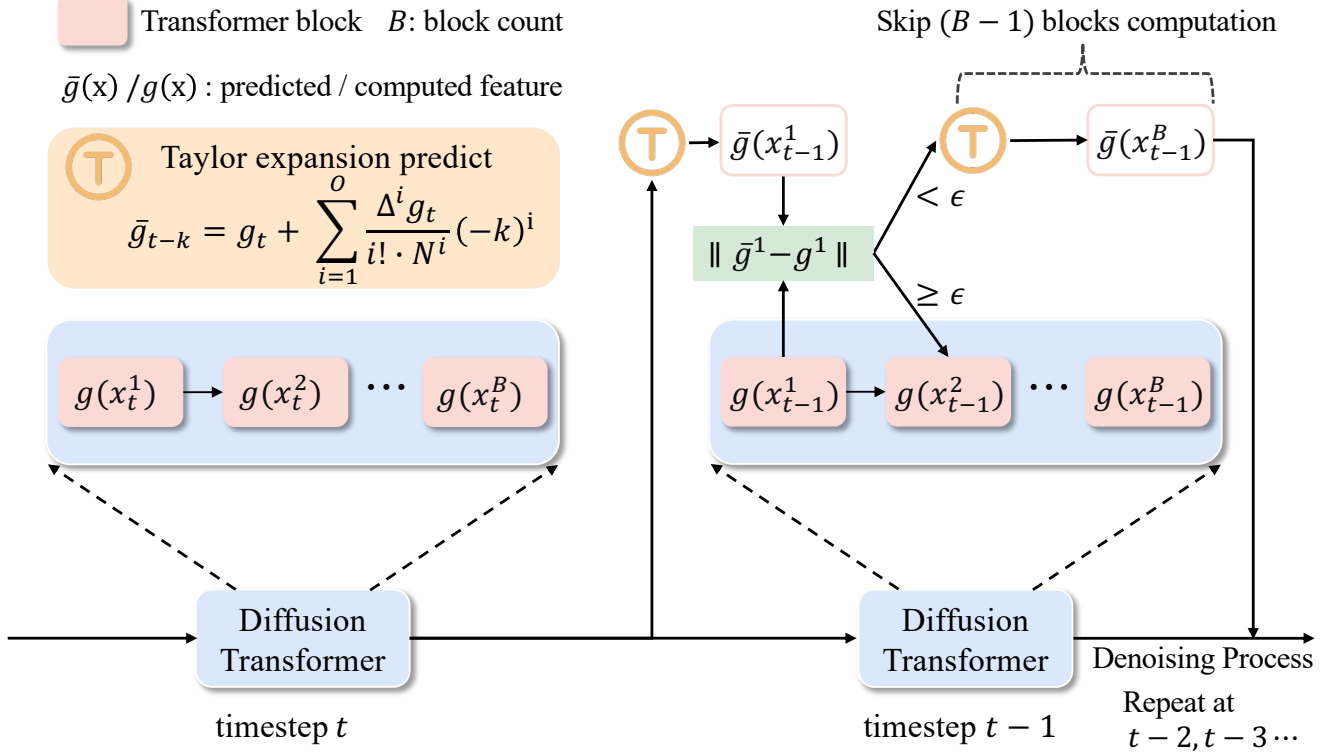 Transformer block B: block count
ḡ(x) /g(x) : predicted / computed feature
T Taylor expansion predict
ḡ_{t−k} = g_t + \sum_{i=1}^{O} \frac{Δ^i g_t}{i! · N^i} (−k)^i
g(x_t^1) g(x_t^2) ⋯ g(x_t^B)
Diffusion
Transformer
timestep t
Skip (B − 1) blocks computation
T ḡ(x_{t−1}^1) T ḡ(x_{t−1}^B)
< ϵ
‖ ḡ^1−g^1 ‖
≥ ϵ
g(x_{t−1}^1) g(x_{t−1}^2) ⋯ g(x_{t−1}^B)
Diffusion
Transformer
timestep t − 1
Denoising Process
Repeat at
t − 2, t − 3 ⋯